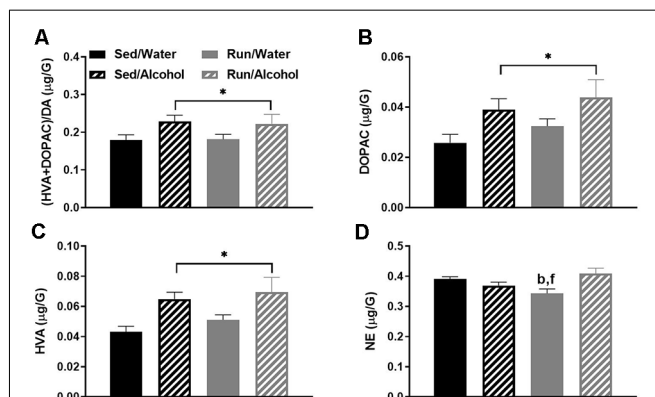 A
Sed/Water Run/Water
Sed/Alcohol Run/Alcohol
(HVA+DOPAC)/DA (µg/G)
0.4
0.3
*
0.2
0.1
0.0
B
DOPAC (µg/G)
0.06
*
0.04
0.02
0.00
C
HVA (µg/G)
0.10
0.08
*
0.06
0.04
0.02
0.00
D
NE (µg/G)
0.5
0.4
b,f
0.3
0.2
0.1
0.0